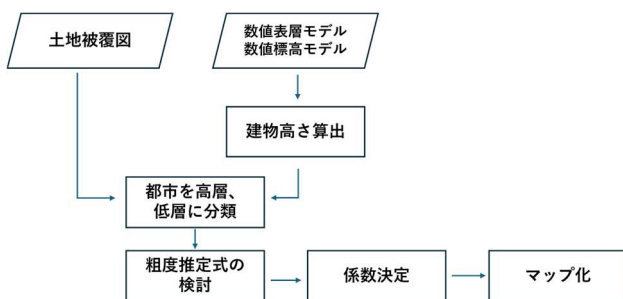 土地被覆図
数値表層モデル
数値標高モデル
建物高さ算出
都市を高層、
低層に分類
粗度推定式の
検討
係数決定
マップ化